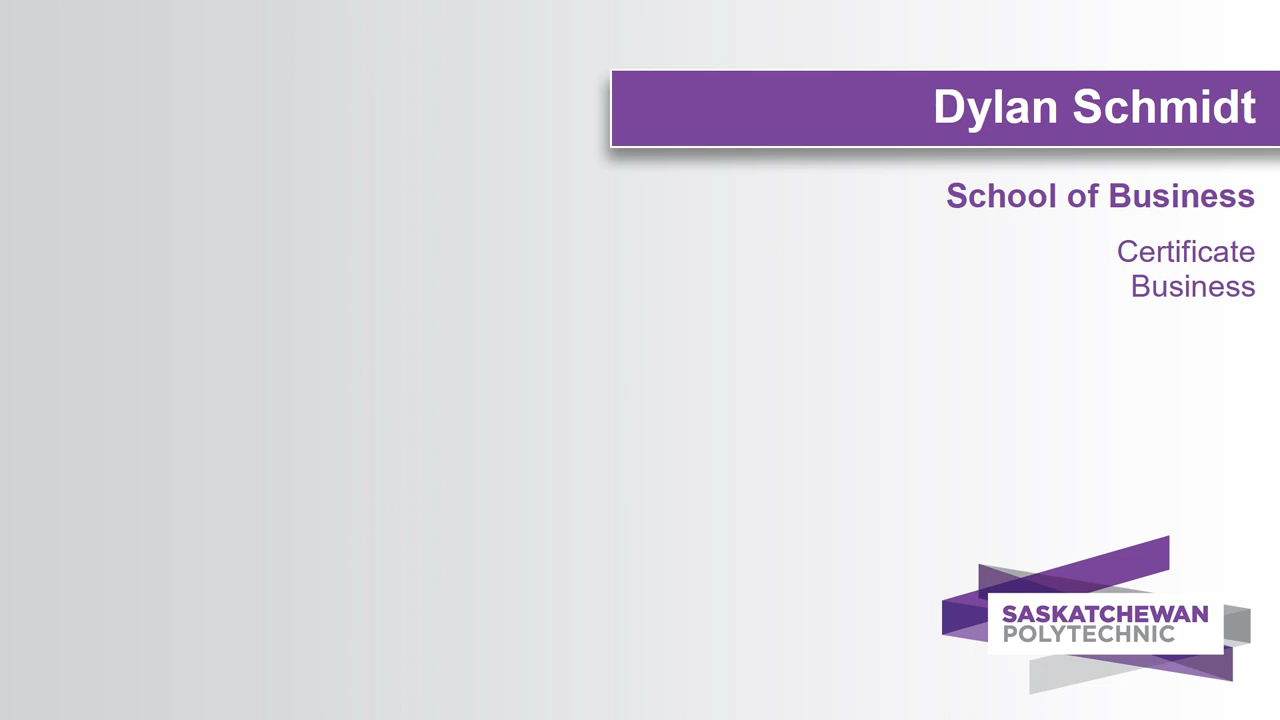 Dylan Schmidt
School of Business
Certificate
Business
SASKATCHEWAN
POLYTECHNIC